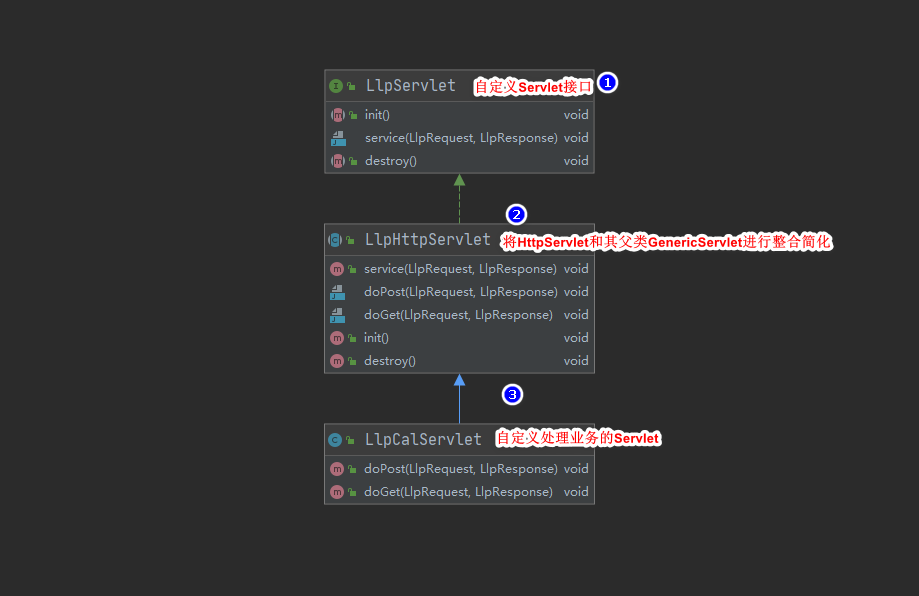 LlpServlet 自定义Servlet接口 1
init() void
service(LlpRequest, LlpResponse) void
destroy() void
2
LlpHttpServlet 将HttpServlet和其父类GenericServlet进行整合简化
service(LlpRequest, LlpResponse) void
doPost(LlpRequest, LlpResponse) void
doGet(LlpRequest, LlpResponse) void
init() void
destroy() void
3
LlpCalServlet 自定义处理业务的Servlet
doPost(LlpRequest, LlpResponse) void
doGet(LlpRequest, LlpResponse) void